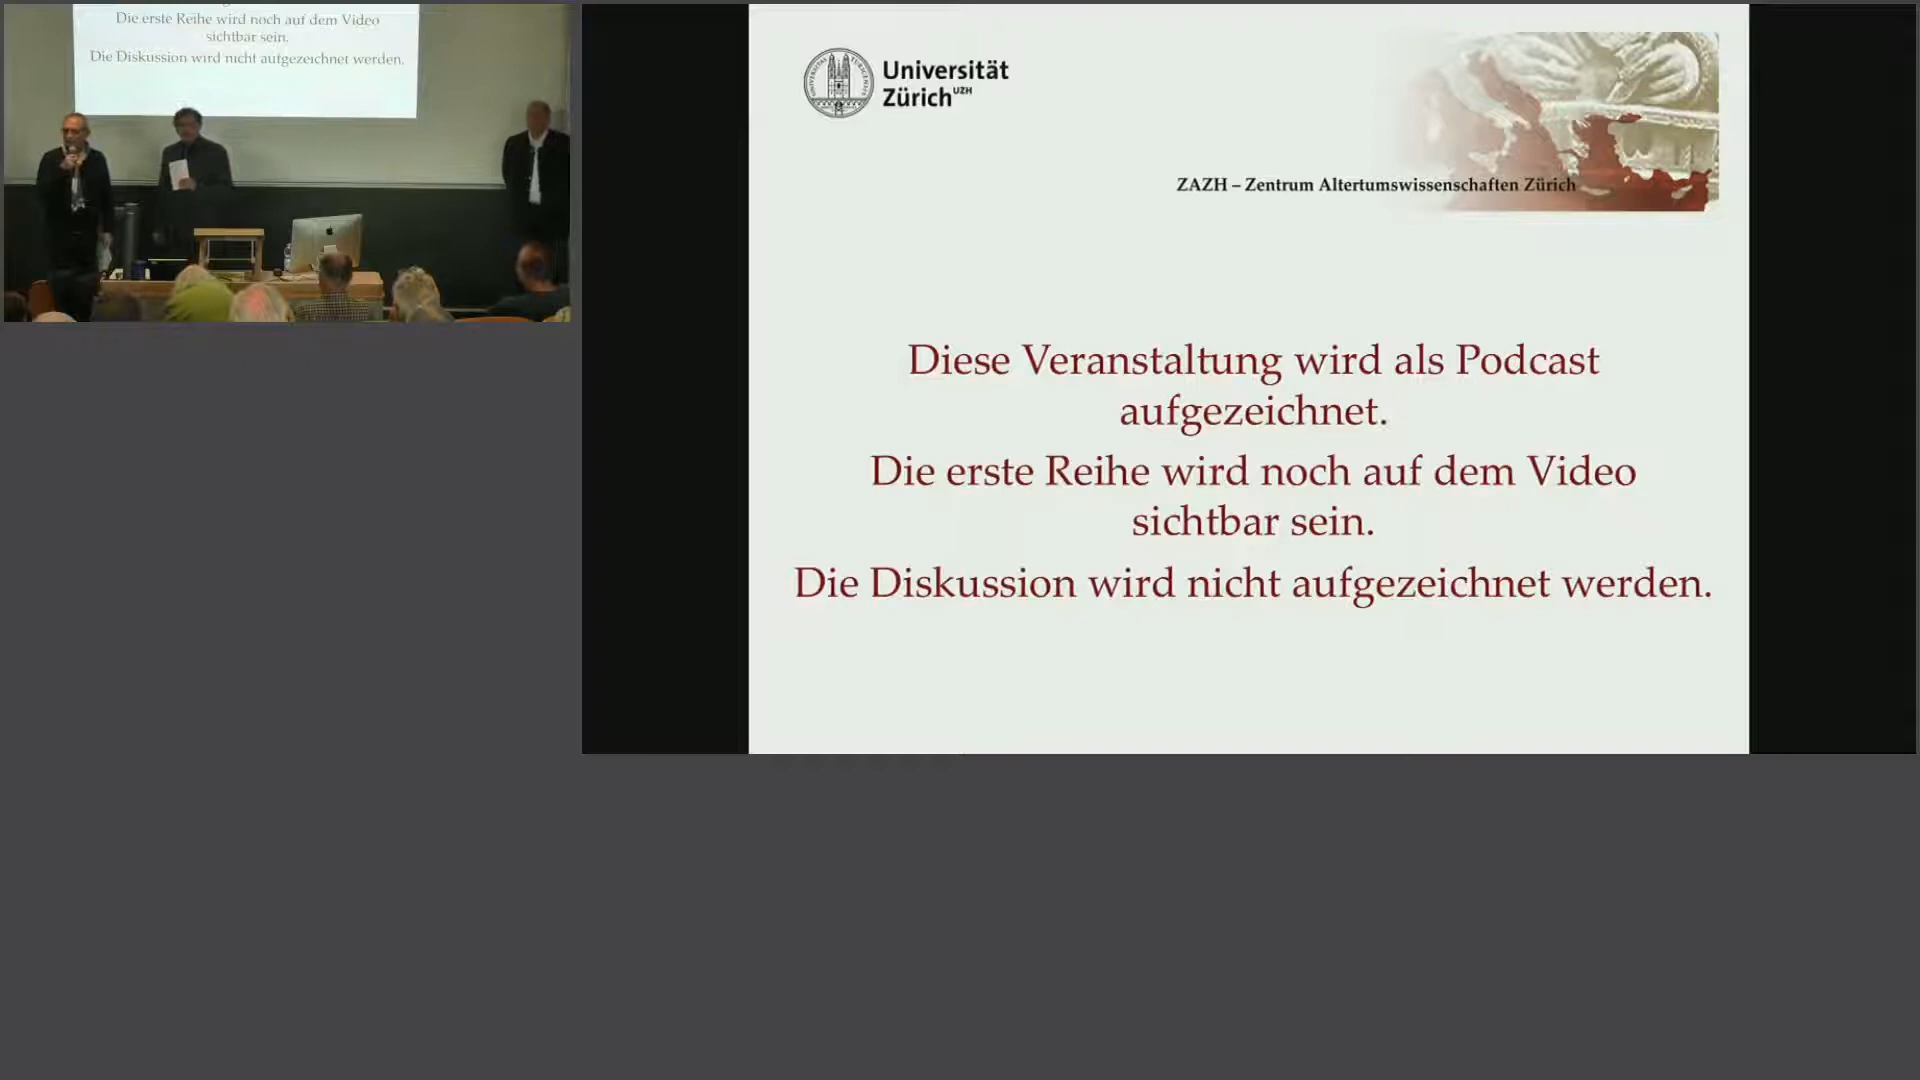 Die erste Reihe wird noch auf dem Video
sichtbar sein.
Die Diskussion wird nicht aufgezeichnet werden.
Universität
Zürich UZH
ZAZH – Zentrum Altertumswissenschaften Zürich
Diese Veranstaltung wird als Podcast
aufgezeichnet.
Die erste Reihe wird noch auf dem Video
sichtbar sein.
Die Diskussion wird nicht aufgezeichnet werden.